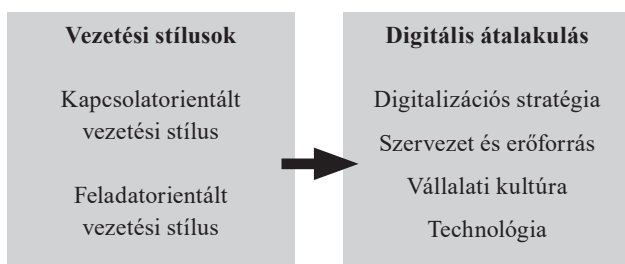 Vezetési stílusok
Kapcsolatorientált
vezetési stílus
Feladatorientált
vezetési stílus
Digitális átalakulás
Digitalizációs stratégia
Szervezet és erőforrás
Vállalati kultúra
Technológia